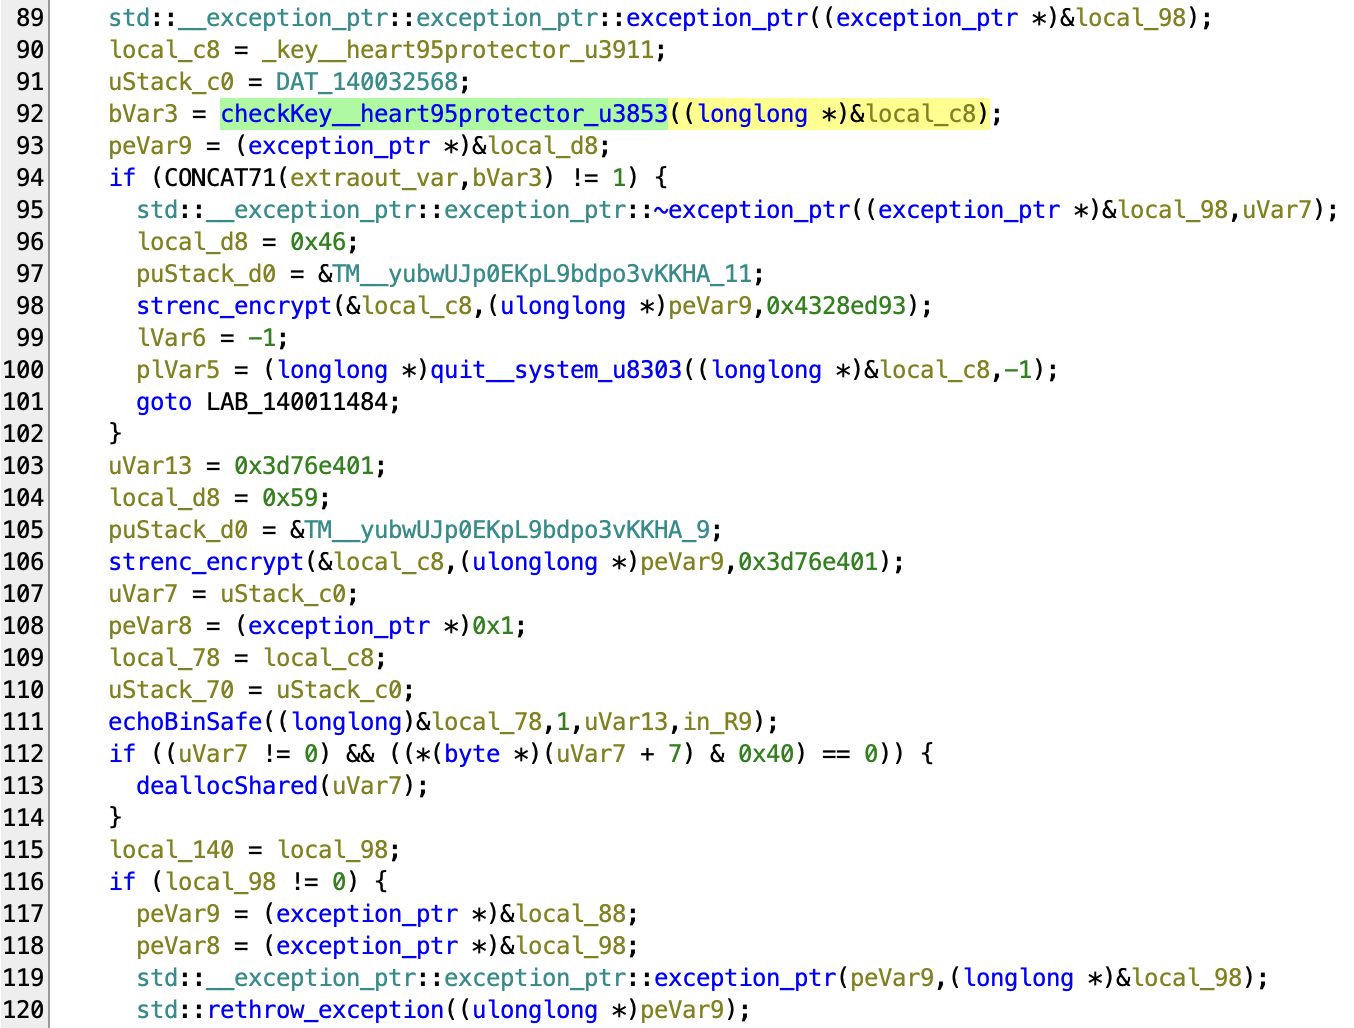 89 std::__exception_ptr::exception_ptr::exception_ptr((exception_ptr *)&local_98);
90 local_c8 = _key__heart95protector_u3911;
91 uStack_c0 = DAT_140032568;
92 bVar3 = checkKey__heart95protector_u3853((longlong *)&local_c8);
93 peVar9 = (exception_ptr *)&local_d8;
94 if (CONCAT71(extraout_var,bVar3) != 1) {
95 std::__exception_ptr::exception_ptr::~exception_ptr((exception_ptr *)&local_98,uVar7);
96 local_d8 = 0x46;
97 puStack_d0 = &TM__yubwUJp0EKpL9bdpo3vKKHA_11;
98 strenc_encrypt(&local_c8,(ulonglong *)peVar9,0x4328ed93);
99 lVar6 = -1;
100 plVar5 = (longlong *)quit__system_u8303((longlong *)&local_c8,-1);
101 goto LAB_140011484;
102 }
103 uVar13 = 0x3d76e401;
104 local_d8 = 0x59;
105 puStack_d0 = &TM__yubwUJp0EKpL9bdpo3vKKHA_9;
106 strenc_encrypt(&local_c8,(ulonglong *)peVar9,0x3d76e401);
107 uVar7 = uStack_c0;
108 peVar8 = (exception_ptr *)0x1;
109 local_78 = local_c8;
110 uStack_70 = uStack_c0;
111 echoBinSafe((longlong)&local_78,1,uVar13,in_R9);
112 if ((uVar7 != 0) && ((*(byte *)(uVar7 + 7) & 0x40) == 0)) {
113 deallocShared(uVar7);
114 }
115 local_140 = local_98;
116 if (local_98 != 0) {
117 peVar9 = (exception_ptr *)&local_88;
118 peVar8 = (exception_ptr *)&local_98;
119 std::__exception_ptr::exception_ptr::exception_ptr(peVar9,(longlong *)&local_98);
120 std::rethrow_exception((ulonglong *)peVar9);